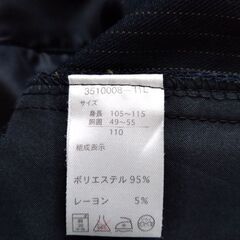 3510008-11L
サイズ
身長 105~115
胴囲 49~55
110
組成表示
ポリエステル 95%
レーヨン 5%